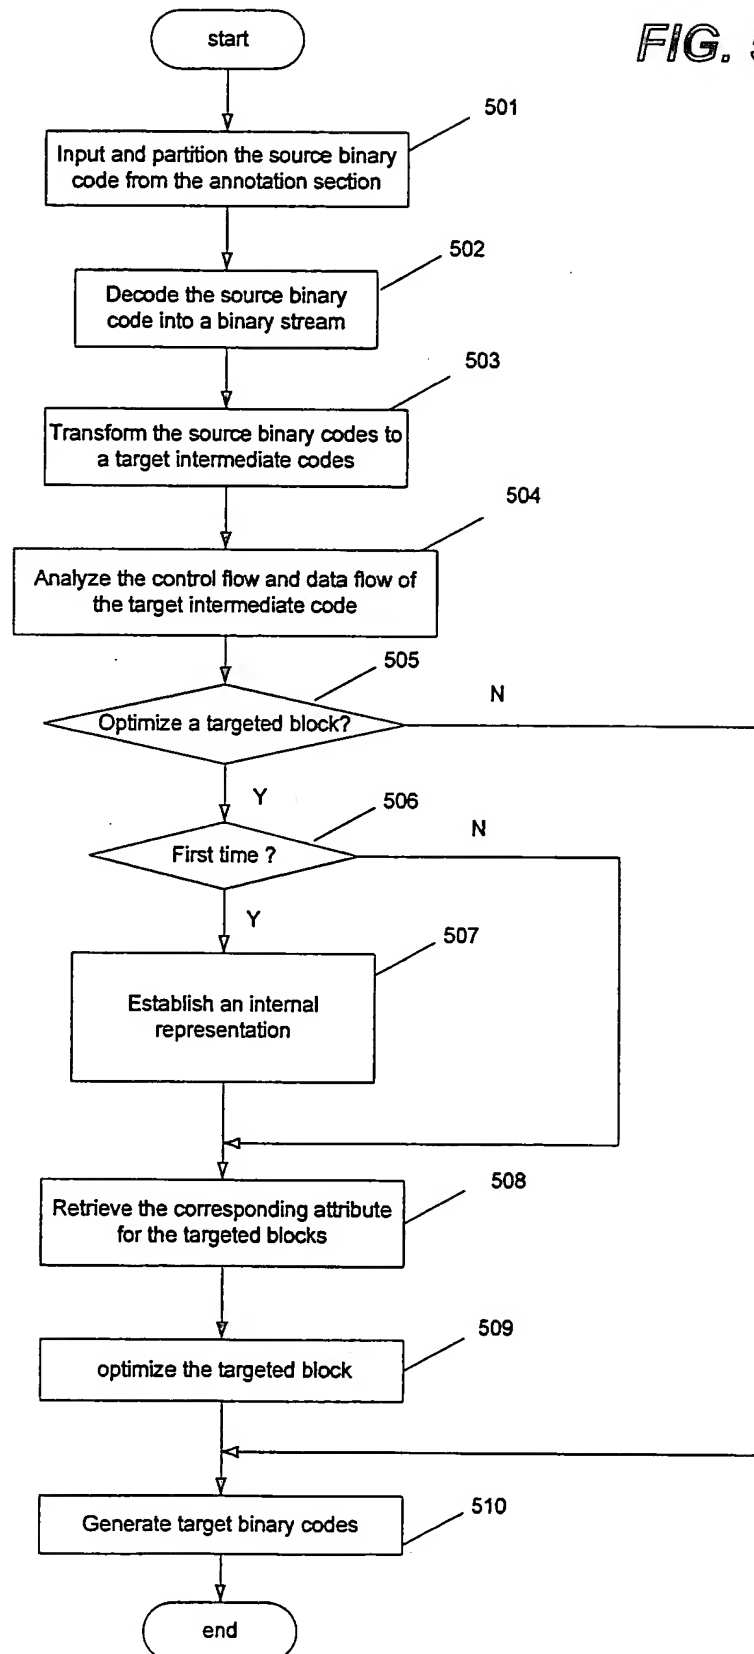 start
FIG. 5
501
Input and partition the source binary
code from the annotation section
502
Decode the source binary
code into a binary stream
503
Transform the source binary codes to
a target intermediate codes
504
Analyze the control flow and data flow of
the target intermediate code
505
N
Optimize a targeted block?
Y
506
N
First time ?
Y
507
Establish an internal
representation
508
Retrieve the corresponding attribute
for the targeted blocks
509
optimize the targeted block
510
Generate target binary codes
end